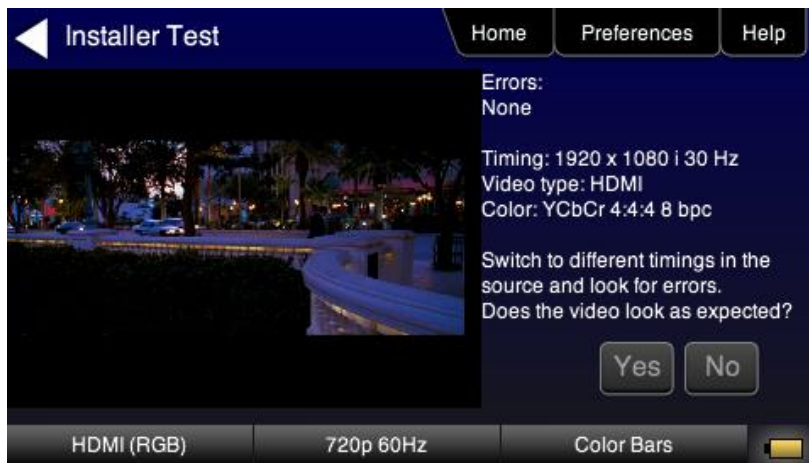 Installer Test
Home
Preferences
Help
Errors:
None
Timing: 1920 x 1080 i 30 Hz
Video type: HDMI
Color: YCbCr 4:4:4 8 bpc
Switch to different timings in the
source and look for errors.
Does the video look as expected?
Yes
No
HDMI (RGB)
720p 60Hz
Color Bars